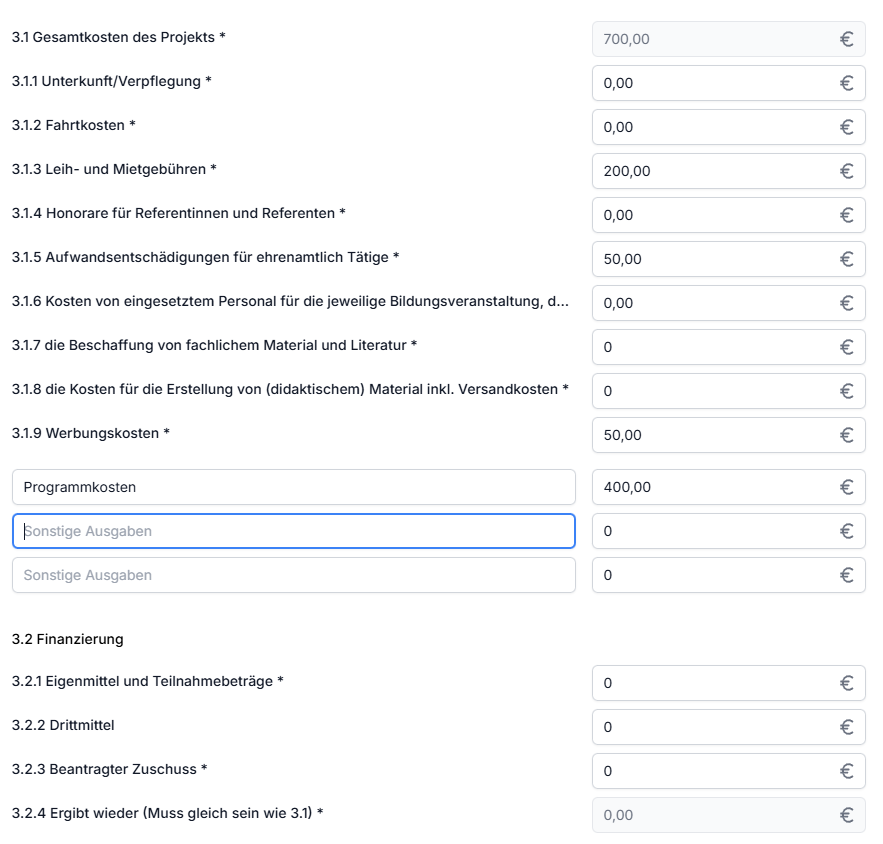 3.1 Gesamtkosten des Projekts * 700,00 €
3.1.1 Unterkunft/Verpflegung * 0,00 €
3.1.2 Fahrtkosten * 0,00 €
3.1.3 Leih- und Mietgebühren * 200,00 €
3.1.4 Honorare für Referentinnen und Referenten * 0,00 €
3.1.5 Aufwandsentschädigungen für ehrenamtlich Tätige * 50,00 €
3.1.6 Kosten von eingesetztem Personal für die jeweilige Bildungsveranstaltung, d... 0,00 €
3.1.7 die Beschaffung von fachlichem Material und Literatur * 0 €
3.1.8 die Kosten für die Erstellung von (didaktischem) Material inkl. Versandkosten * 0 €
3.1.9 Werbungskosten * 50,00 €
Programmkosten 400,00 €
Sonstige Ausgaben 0 €
Sonstige Ausgaben 0 €
3.2 Finanzierung
3.2.1 Eigenmittel und Teilnahmebeträge * 0 €
3.2.2 Drittmittel 0 €
3.2.3 Beantragter Zuschuss * 0 €
3.2.4 Ergibt wieder (Muss gleich sein wie 3.1) * 0,00 €